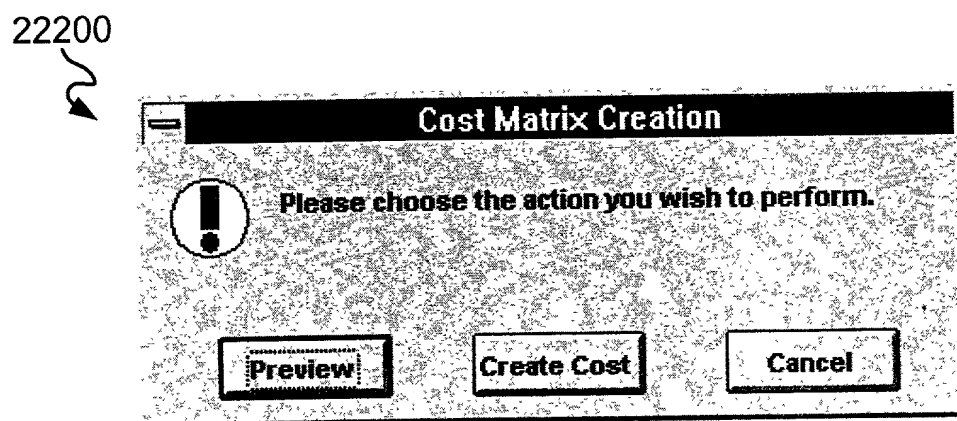 22200
Cost Matrix Creation
Please choose the action you wish to perform.
Preview Create Cost Cancel